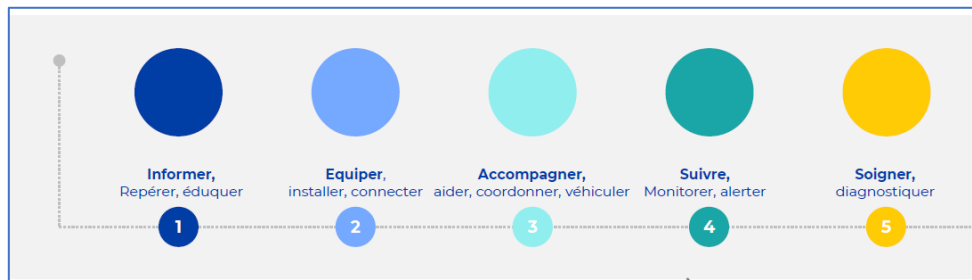 Informer,
Repérer, éduquer
1
Equiper,
installer, connecter
2
Accompagner,
aider, coordonner, véhiculer
3
Suivre,
Monitorer, alerter
4
Soigner,
diagnostiquer
5